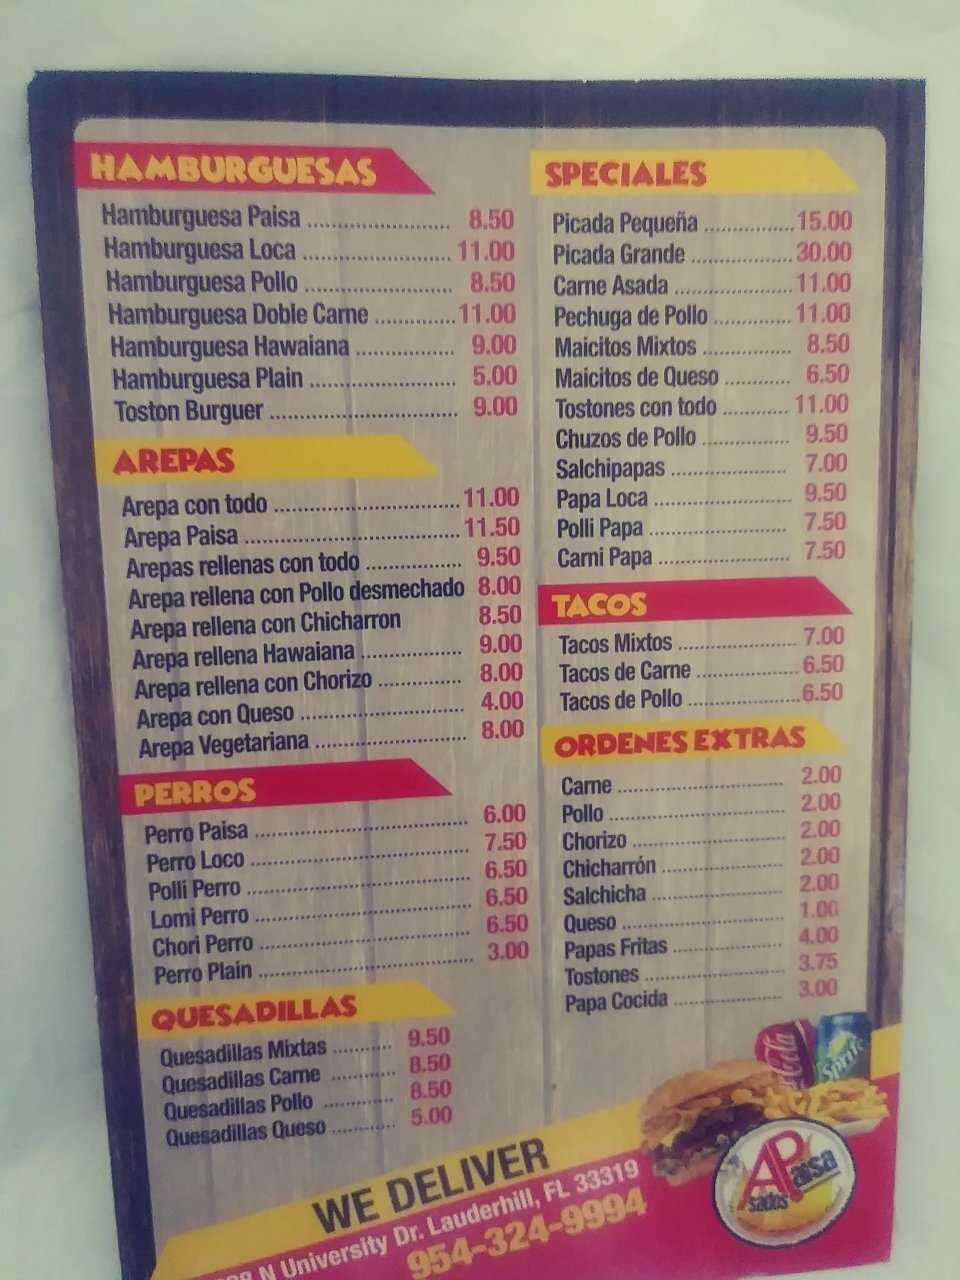 HAMBURGUESAS
Hamburguesa Paisa 8.50
Hamburguesa Loca 11.00
Hamburguesa Pollo 8.50
Hamburguesa Doble Carne 11.00
Hamburguesa Hawaiana 9.00
Hamburguesa Plain 5.00
Toston Burguer 9.00
AREPAS
Arepa con todo 11.00
Arepa Paisa 11.50
Arepas rellenas con todo 9.50
Arepa rellena con Pollo desmechado 8.00
Arepa rellena con Chicharron 8.50
Arepa rellena Hawaiana 9.00
Arepa rellena con Chorizo 8.00
Arepa con Queso 4.00
Arepa Vegetariana 8.00
PERROS
Perro Paisa 6.00
Perro Loco 7.50
Polli Perro 6.50
Lomi Perro 6.50
Chori Perro 6.50
Perro Plain 3.00
QUESADILLAS
Quesadillas Mixtas 9.50
Quesadillas Carne 8.50
Quesadillas Pollo 8.50
Quesadillas Queso 5.00
SPECIALES
Picada Pequeña 15.00
Picada Grande 30.00
Carne Asada 11.00
Pechuga de Pollo 11.00
Maicitos Mixtos 8.50
Maicitos de Queso 6.50
Tostones con todo 11.00
Chuzos de Pollo 9.50
Salchipapas 7.00
Papa Loca 9.50
Polli Papa 7.50
Carni Papa 7.50
TACOS
Tacos Mixtos 7.00
Tacos de Carne 6.50
Tacos de Pollo 6.50
ORDENES EXTRAS
Carne 2.00
Pollo 2.00
Chorizo 2.00
Chicharrón 2.00
Salchicha 2.00
Queso 1.00
Papas Fritas 4.00
Tostones 3.75
Papa Cocida 3.00
Sprite
WE DELIVER
N University Dr. Lauderhill, FL 33319
954-324-9994
Asados Paisa